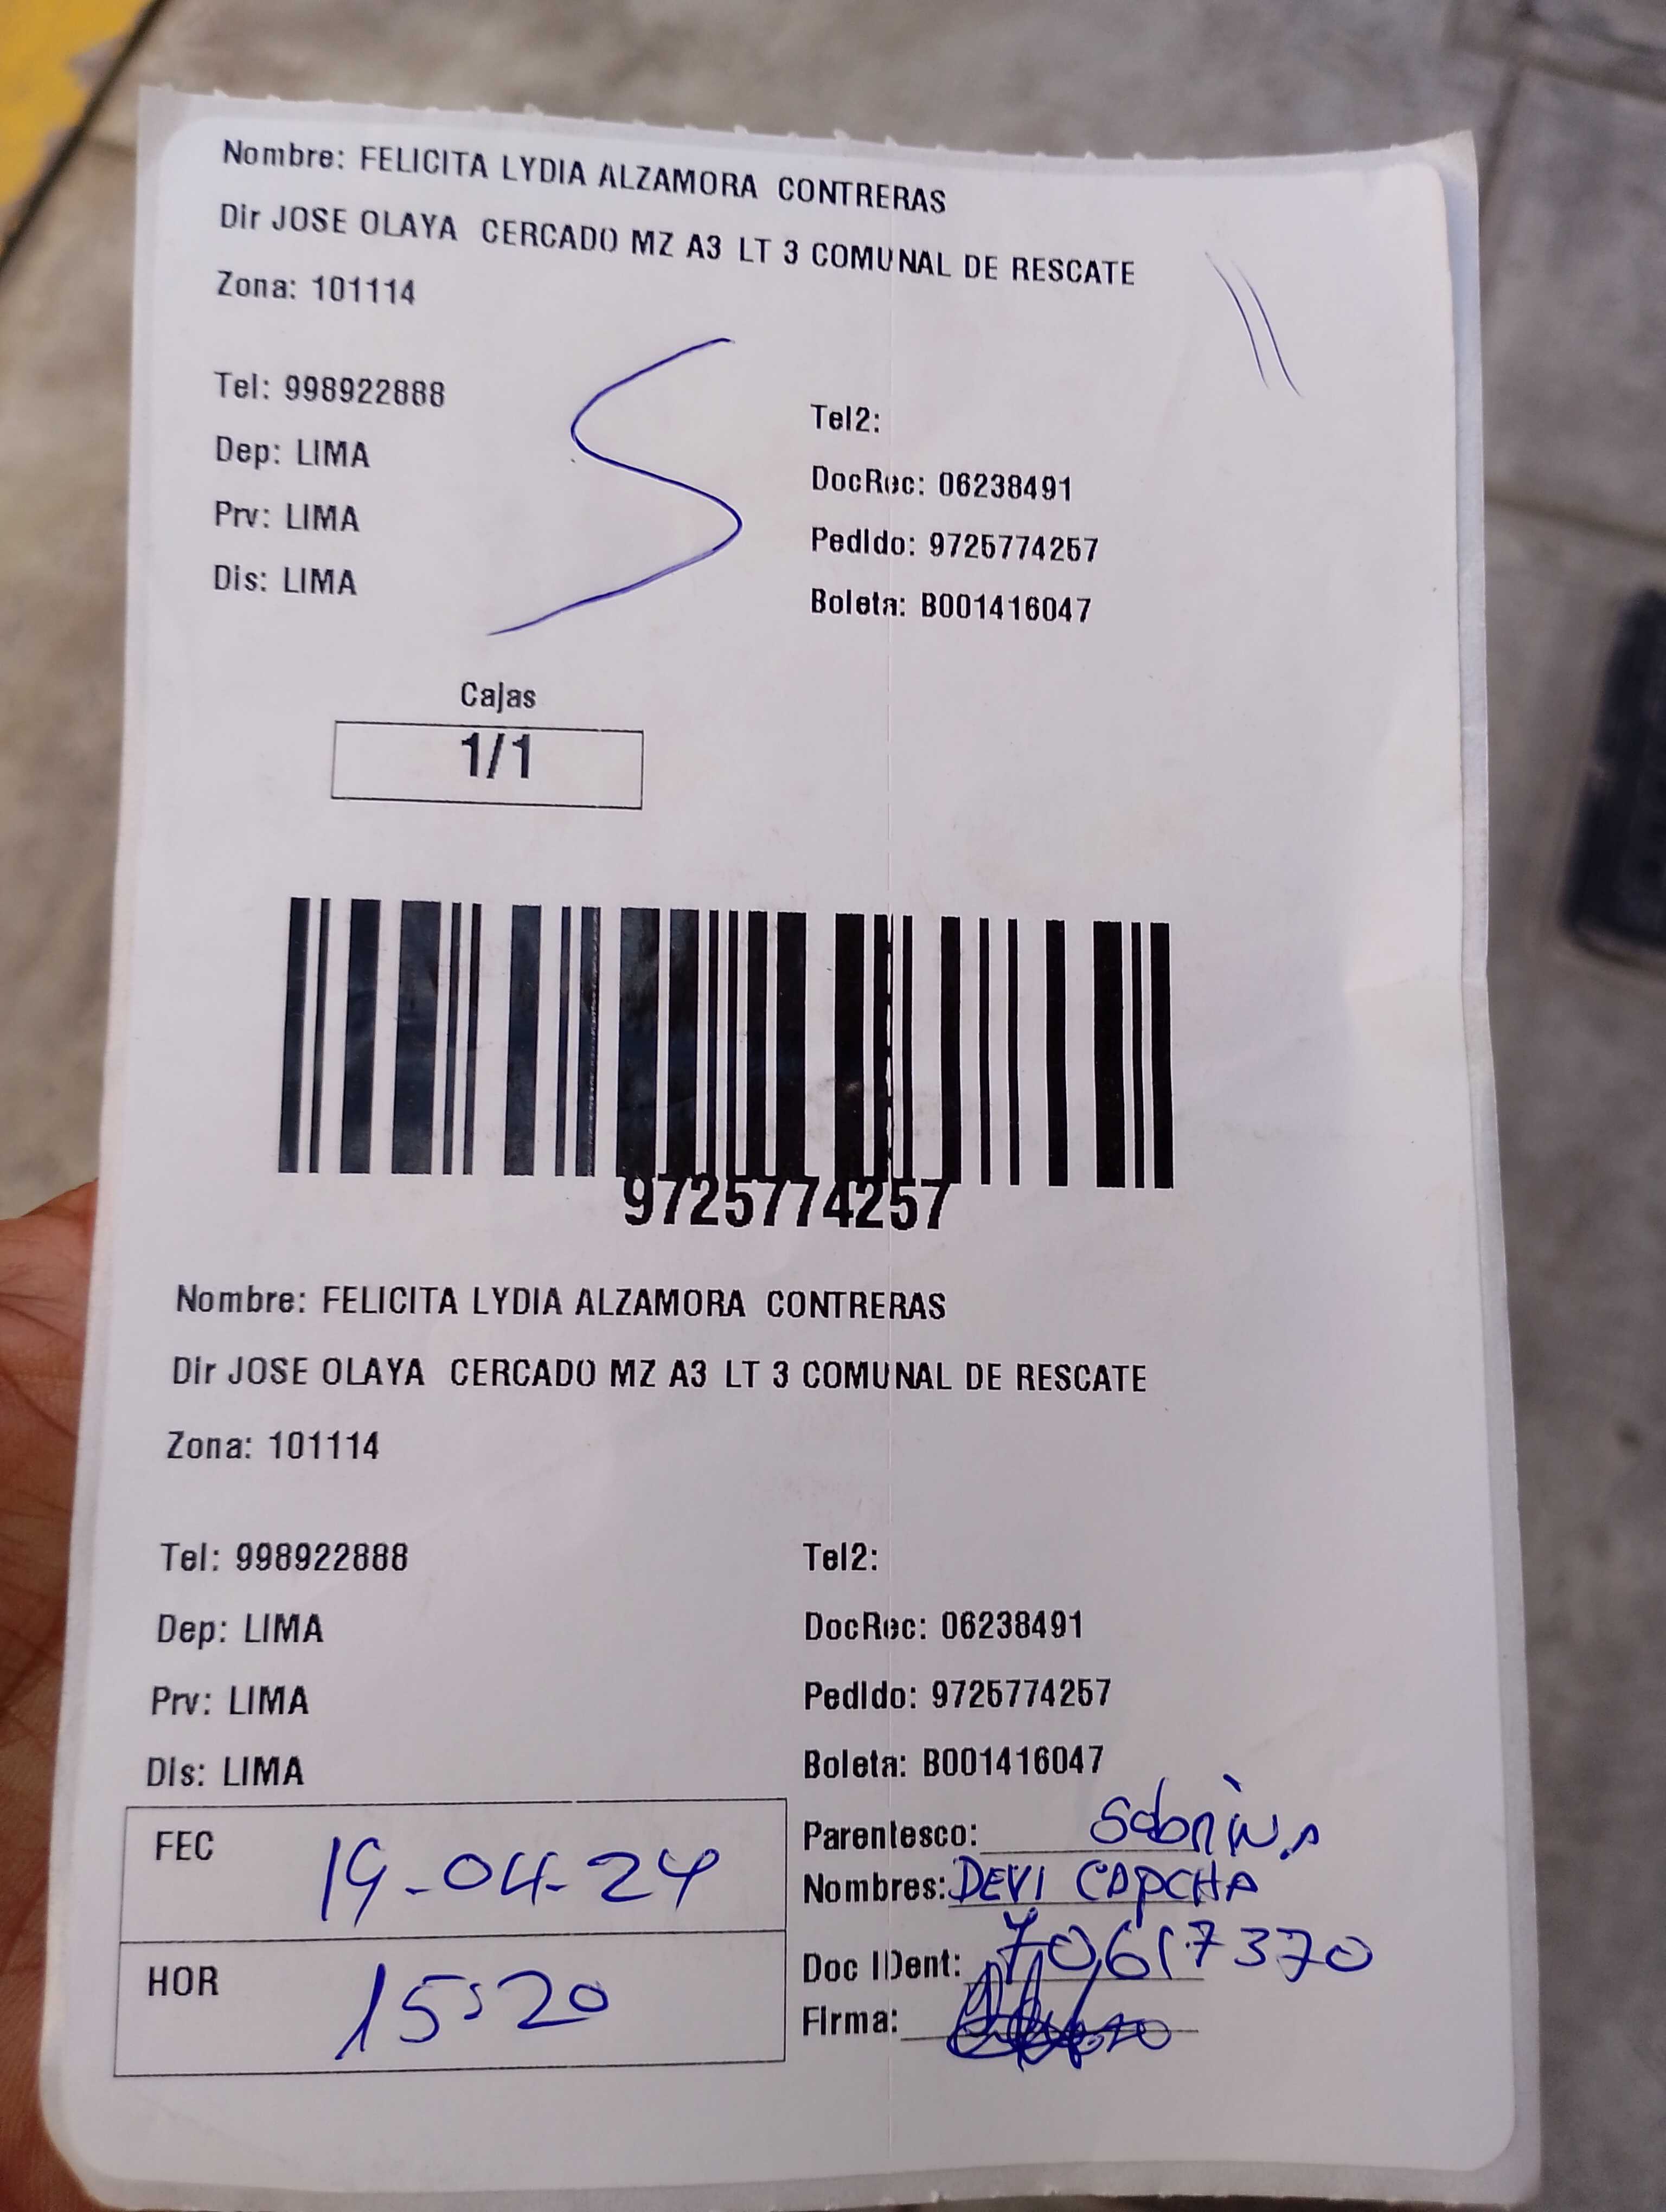 Nombre: FELICITA LYDIA ALZAMORA CONTRERAS
Dir JOSE OLAYA CERCADO MZ A3 LT 3 COMUNAL DE RESCATE
Zona: 101114
Tel: 998922888
Tel2:
Dep: LIMA
DocRec: 06238491
Prv: LIMA
Pedido: 9725774257
Dis: LIMA
Boleta: B001416047
Cajas
1/1
9725774257
Nombre: FELICITA LYDIA ALZAMORA CONTRERAS
Dir JOSE OLAYA CERCADO MZ A3 LT 3 COMUNAL DE RESCATE
Zona: 101114
Tel: 998922888
Tel2:
Dep: LIMA
DocRec: 06238491
Prv: LIMA
Pedido: 9725774257
Dis: LIMA
Boleta: B001416047
FEC 19-04-24
HOR 15:20
Parentesco: Sobrina
Nombres: DEVI CAPCHA
Doc IDent: 70617370
Firma: